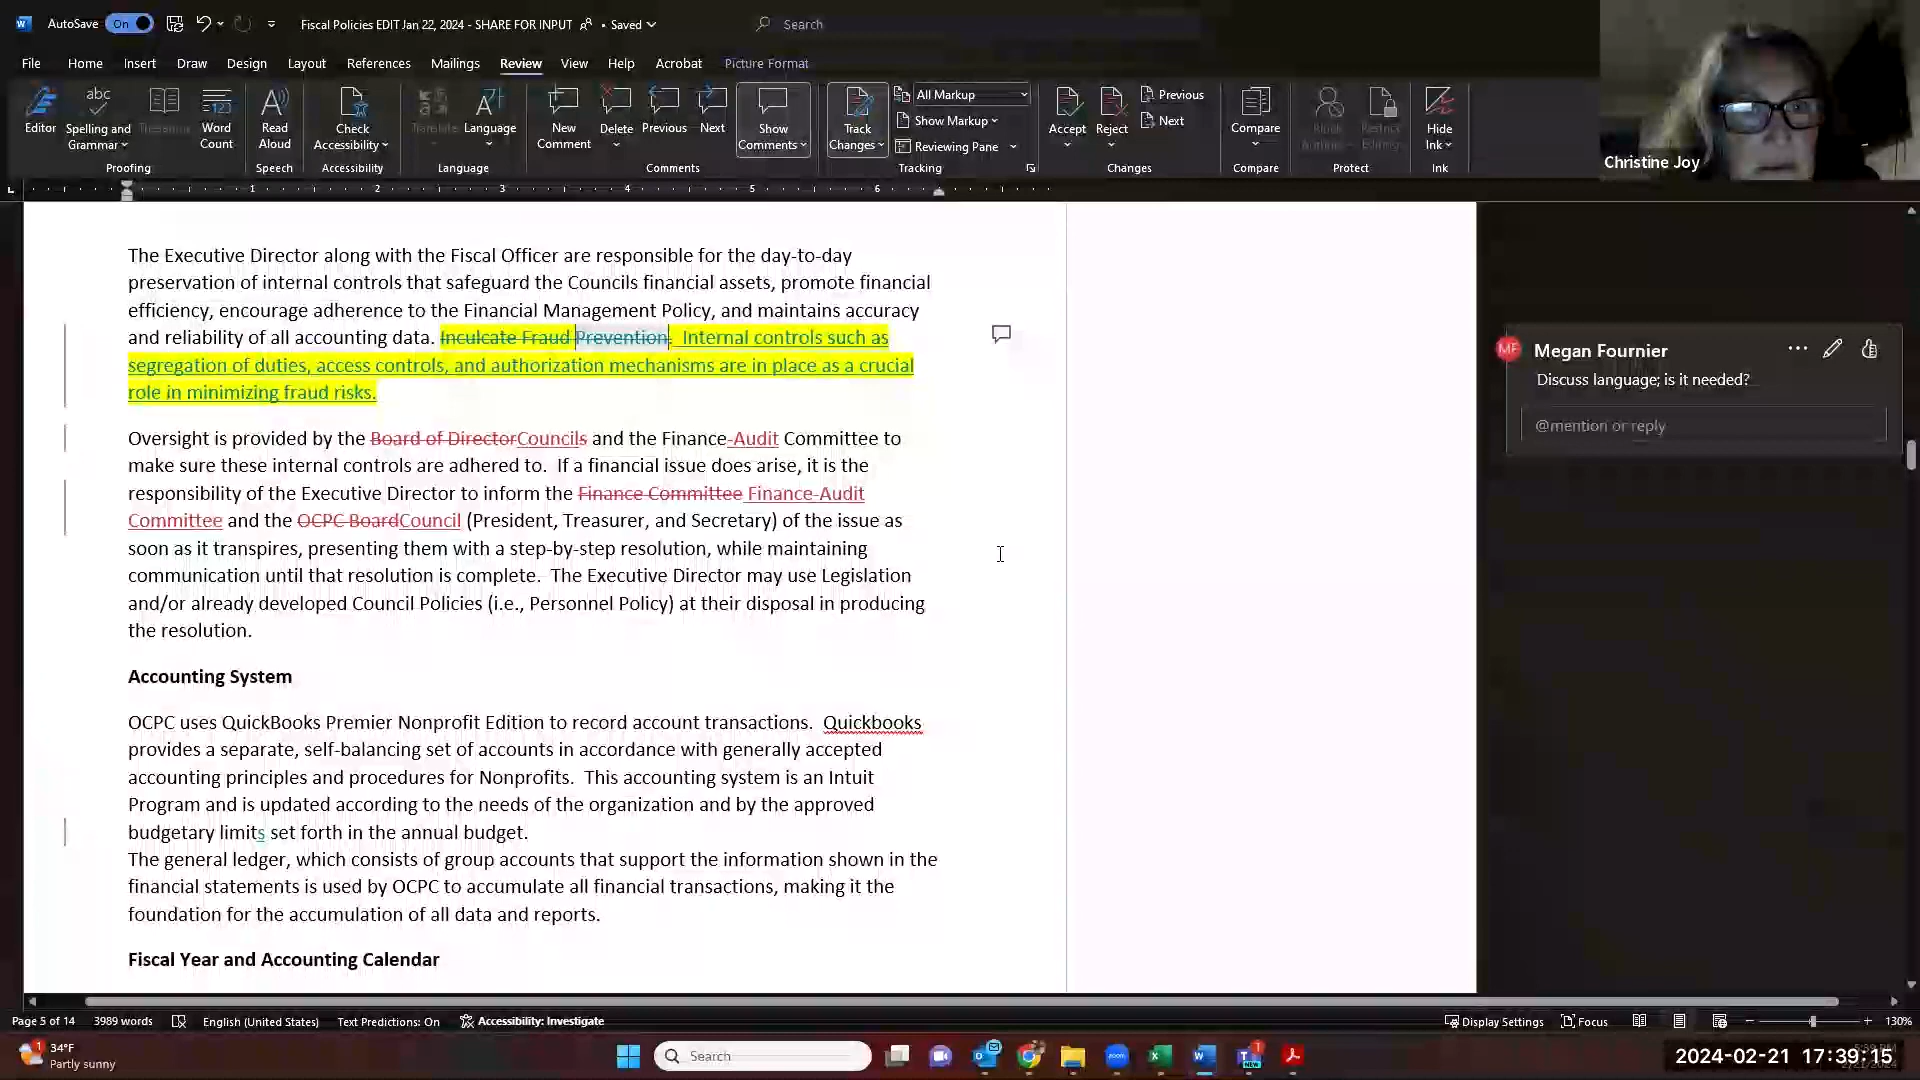 AutoSave On Fiscal Policies EDIT Jan 22, 2024 - SHARE FOR INPUT • Saved Search
File Home Insert Draw Design Layout References Mailings Review View Help Acrobat Picture Format
Editor
Spelling and Grammar
Thesaurus
Word Count
Proofing
Read Aloud
Speech
Check Accessibility
Accessibility
Translate
Language
Language
New Comment
Delete
Previous
Next
Show Comments
Comments
Track Changes
All Markup
Show Markup
Reviewing Pane
Tracking
Accept
Reject
Previous
Next
Changes
Compare
Compare
Block Authors
Restrict Editing
Protect
Hide Ink
Ink
Christine Joy
1 2 3 4 5 6
The Executive Director along with the Fiscal Officer are responsible for the day-to-day
preservation of internal controls that safeguard the Councils financial assets, promote financial
efficiency, encourage adherence to the Financial Management Policy, and maintains accuracy
and reliability of all accounting data. Inculcate Fraud Prevention. Internal controls such as
segregation of duties, access controls, and authorization mechanisms are in place as a crucial
role in minimizing fraud risks.
Oversight is provided by the Board of DirectorCouncils and the Finance-Audit Committee to
make sure these internal controls are adhered to. If a financial issue does arise, it is the
responsibility of the Executive Director to inform the Finance Committee Finance-Audit
Committee and the OCPC BoardCouncil (President, Treasurer, and Secretary) of the issue as
soon as it transpires, presenting them with a step-by-step resolution, while maintaining
communication until that resolution is complete. The Executive Director may use Legislation
and/or already developed Council Policies (i.e., Personnel Policy) at their disposal in producing
the resolution.
Accounting System
OCPC uses QuickBooks Premier Nonprofit Edition to record account transactions. Quickbooks
provides a separate, self-balancing set of accounts in accordance with generally accepted
accounting principles and procedures for Nonprofits. This accounting system is an Intuit
Program and is updated according to the needs of the organization and by the approved
budgetary limits set forth in the annual budget.
The general ledger, which consists of group accounts that support the information shown in the
financial statements is used by OCPC to accumulate all financial transactions, making it the
foundation for the accumulation of all data and reports.
Fiscal Year and Accounting Calendar
MF Megan Fournier
Discuss language; is it needed?
@mention or reply
Page 5 of 14 3989 words English (United States) Text Predictions: On Accessibility: Investigate Display Settings Focus 130%
34°F
Partly sunny
Search
2024-02-21 17:39:15